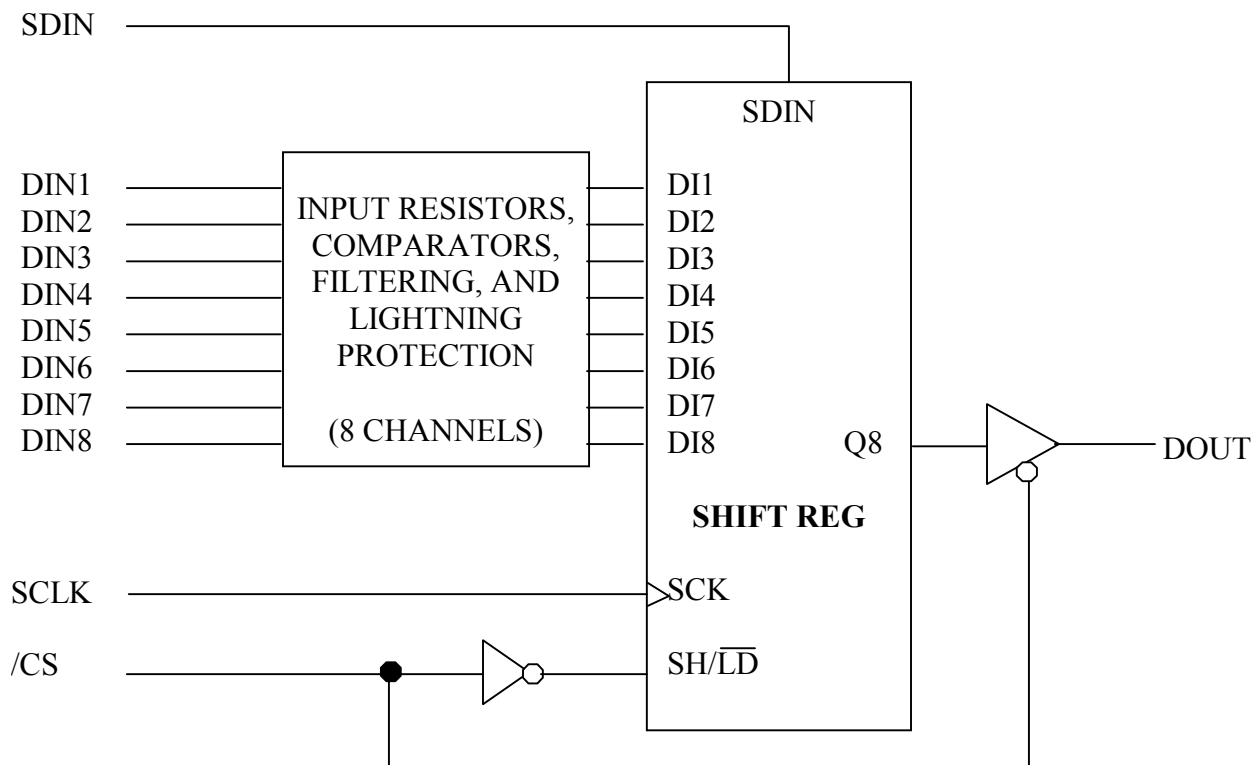 SDIN
SDIN
DIN1
DIN2
DIN3
DIN4
DIN5
DIN6
DIN7
DIN8
INPUT RESISTORS,
COMPARATORS,
FILTERING, AND
LIGHTNING
PROTECTION
(8 CHANNELS)
DI1
DI2
DI3
DI4
DI5
DI6
DI7
DI8
Q8
DOUT
SHIFT REG
SCLK
SCK
/CS
SH/L̅D̅